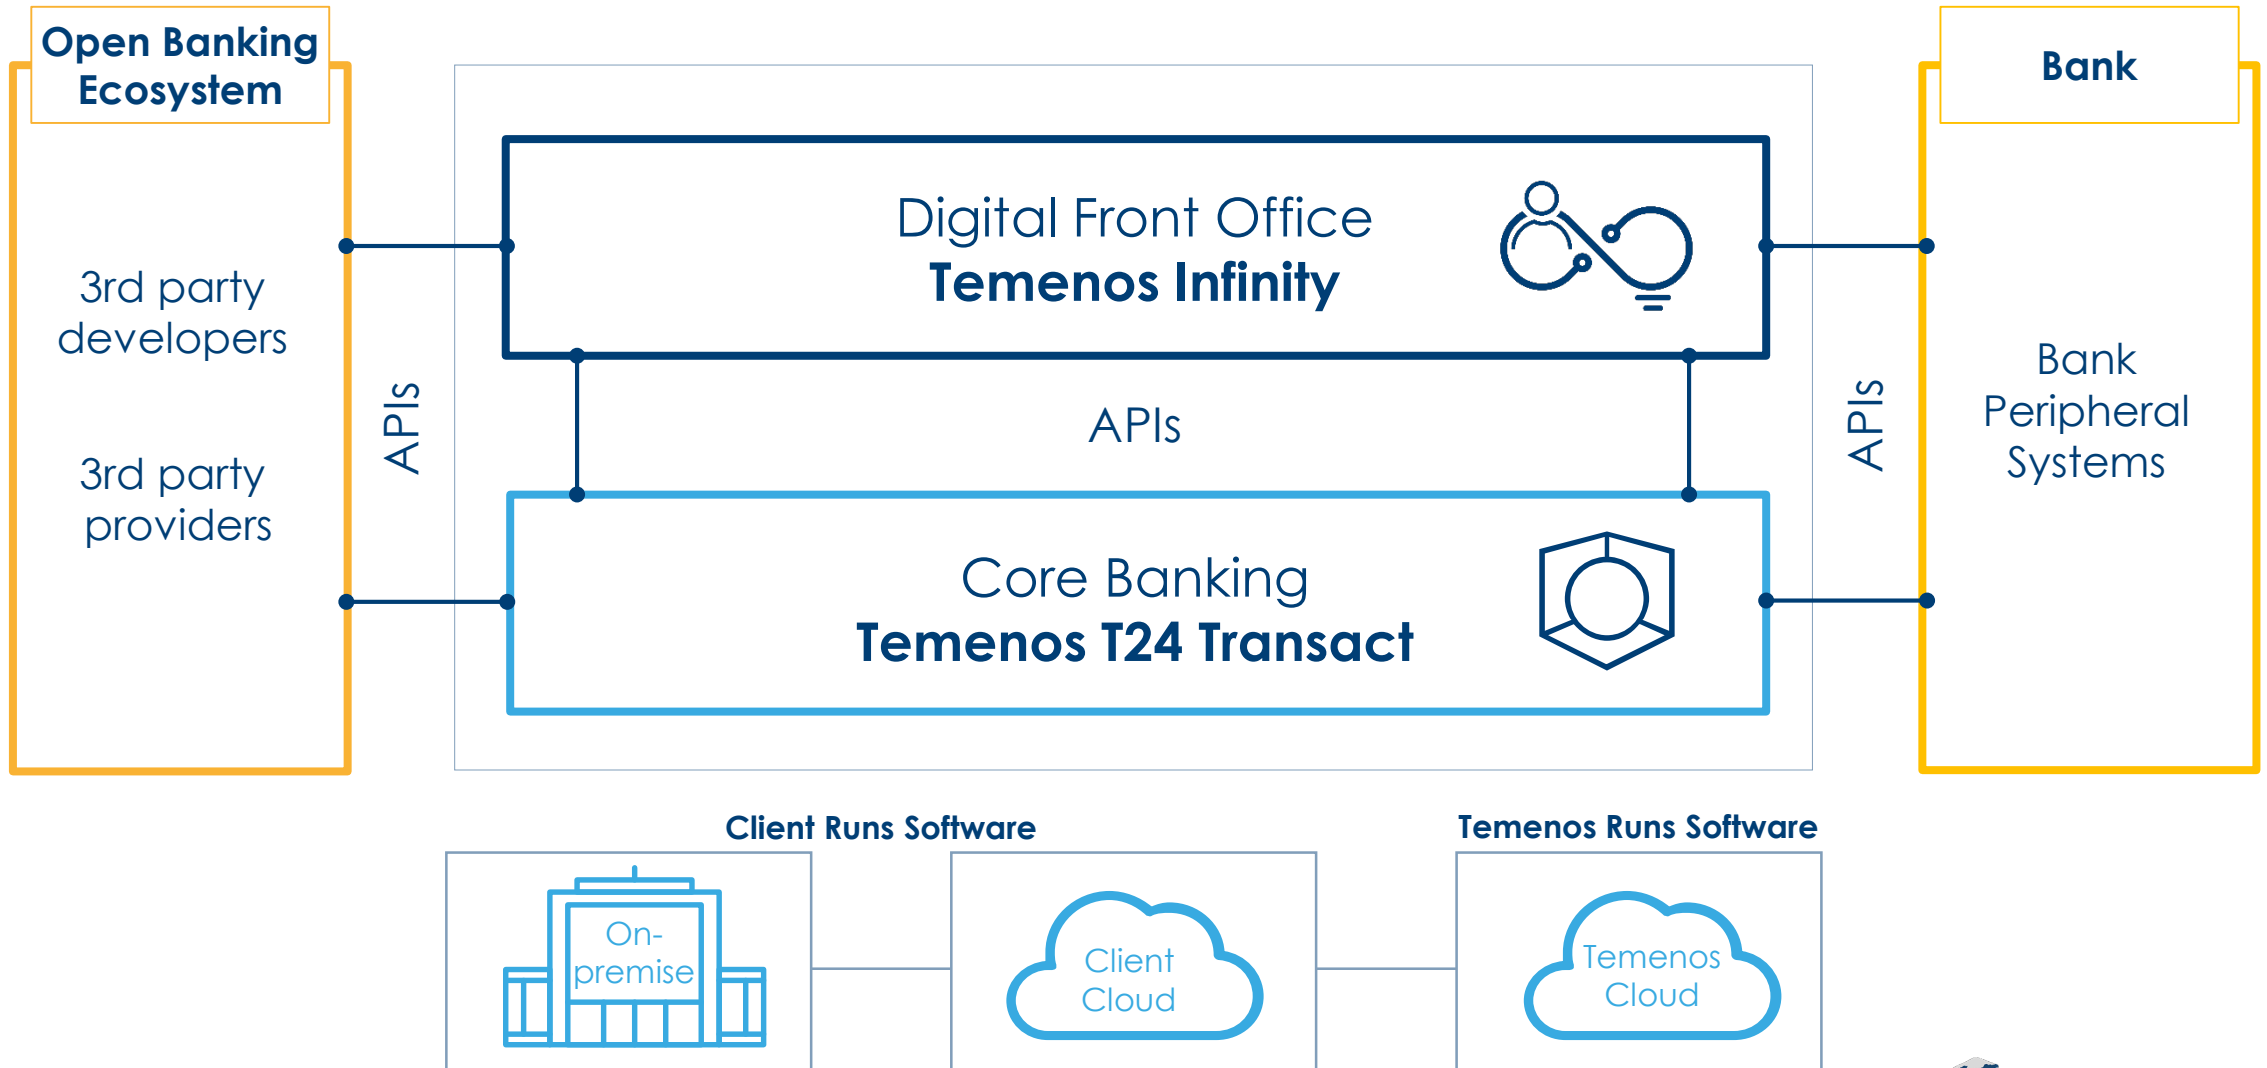 Open Banking
Ecosystem
3rd party
developers
3rd party
providers
APIs
Digital Front Office
Temenos Infinity
APIs
Core Banking
Temenos T24 Transact
APIs
Bank
Bank
Peripheral
Systems
Client Runs Software
Temenos Runs Software
On-
premise
Client
Cloud
Temenos
Cloud